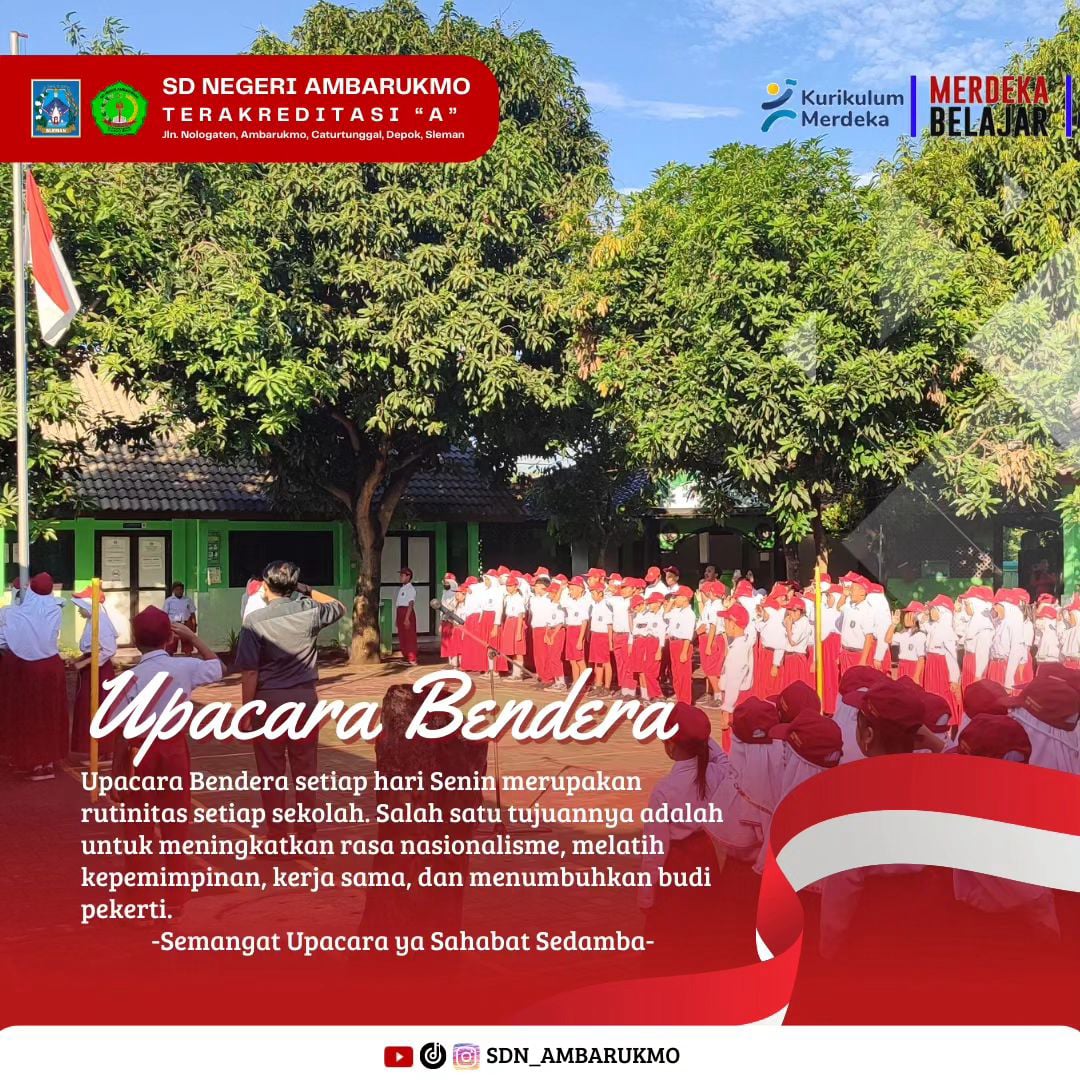 SD NEGERI AMBARUKMO
TERAKREDITASI “A”
Jln. Nologaten, Ambarukmo, Caturtunggal, Depok, Sleman
SLEMAN
Kurikulum
Merdeka
MERDEKA
BELAJAR
Upacara Bendera
Upacara Bendera setiap hari Senin merupakan
rutinitas setiap sekolah. Salah satu tujuannya adalah
untuk meningkatkan rasa nasionalisme, melatih
kepemimpinan, kerja sama, dan menumbuhkan budi
pekerti.
-Semangat Upacara ya Sahabat Sedamba-
SDN_AMBARUKMO